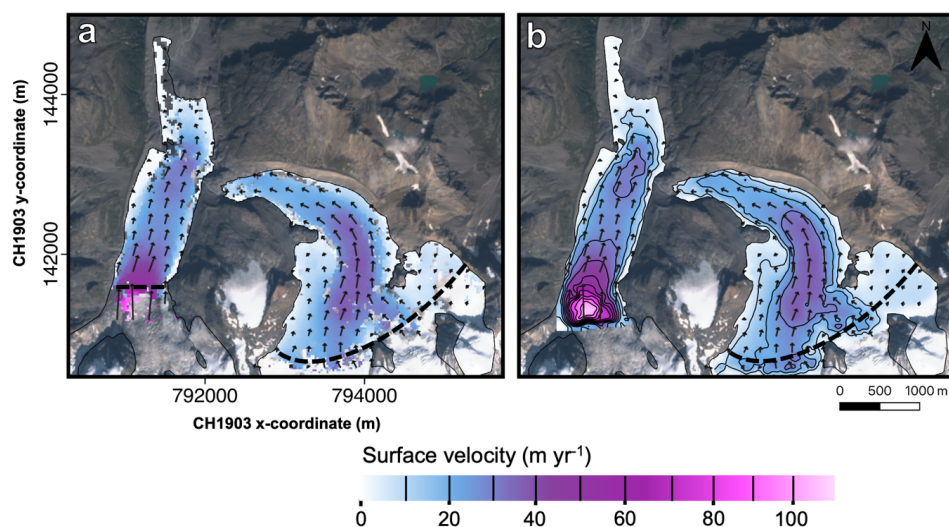 a
b
N
144000
142000
CH1903 y-coordinate (m)
792000
794000
CH1903 x-coordinate (m)
0
500
1000 m
Surface velocity (m yr⁻¹)
0
20
40
60
80
100